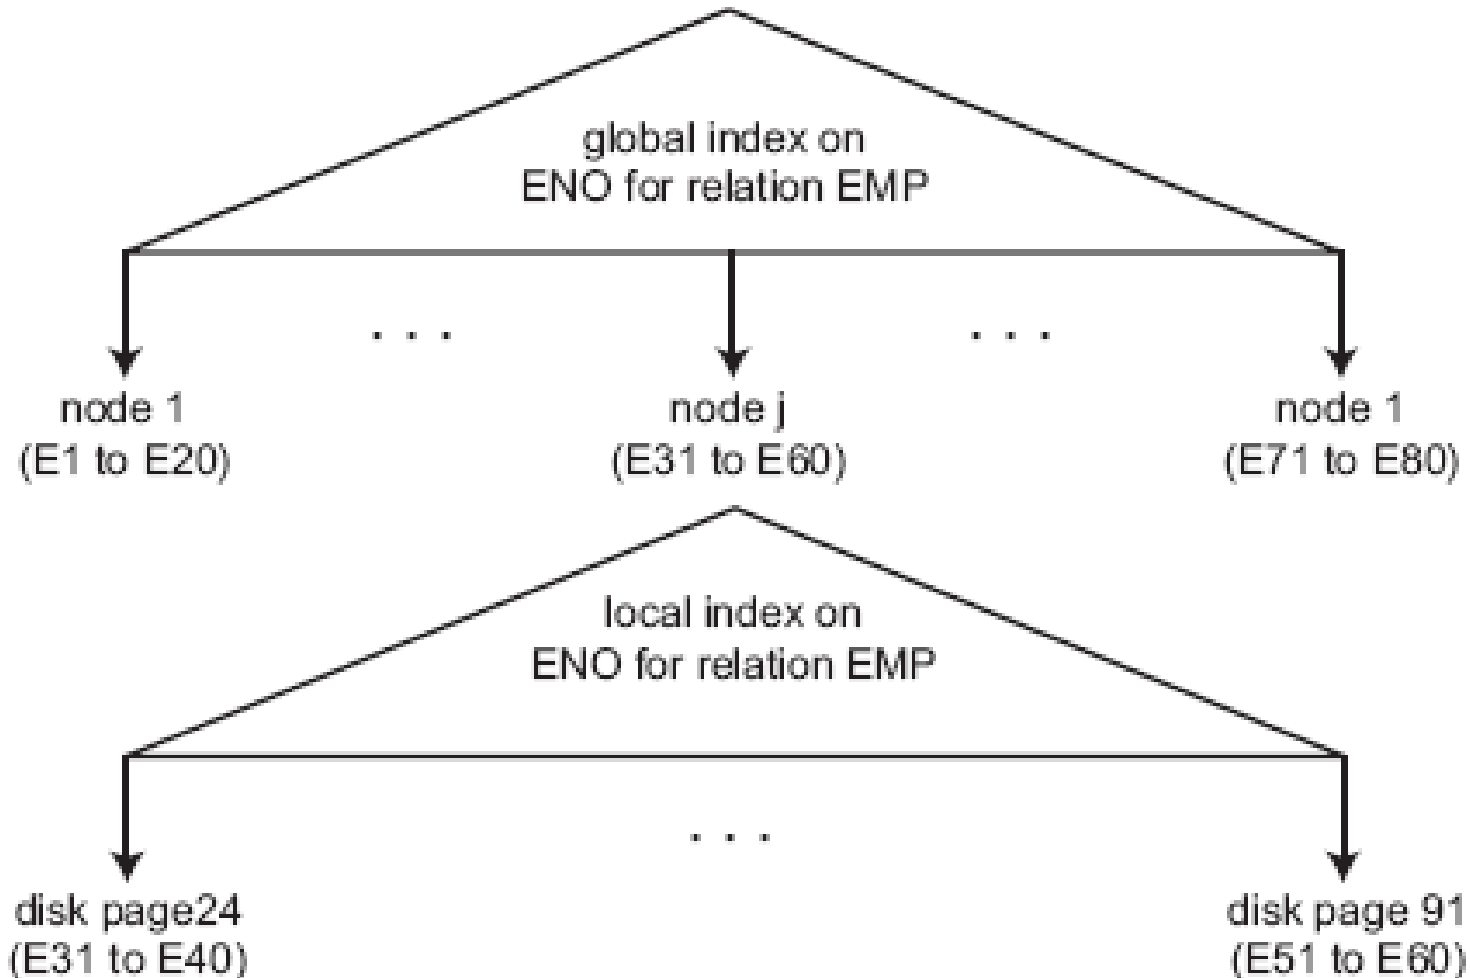 global index on
ENO for relation EMP
. . .
. . .
node 1
(E1 to E20)
node j
(E31 to E60)
node 1
(E71 to E80)
local index on
ENO for relation EMP
. . .
disk page24
(E31 to E40)
disk page 91
(E51 to E60)